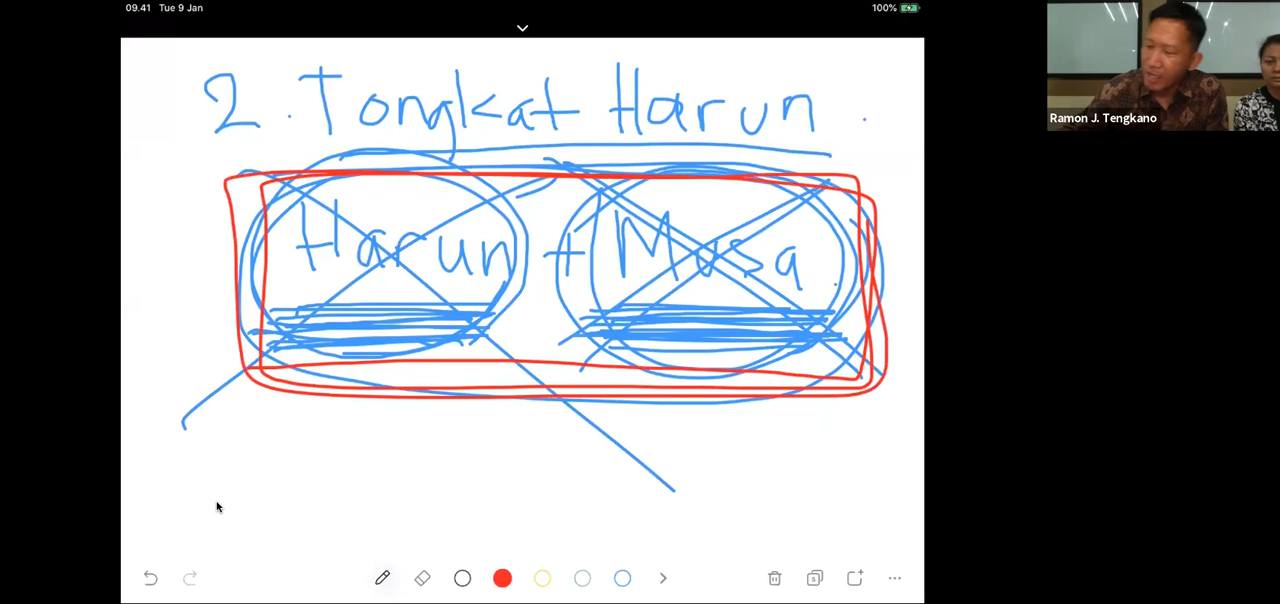 09.41 Tue 9 Jan
100%
2. Tongkat Harun.
Harun + Musa.
Ramon J. Tengkano